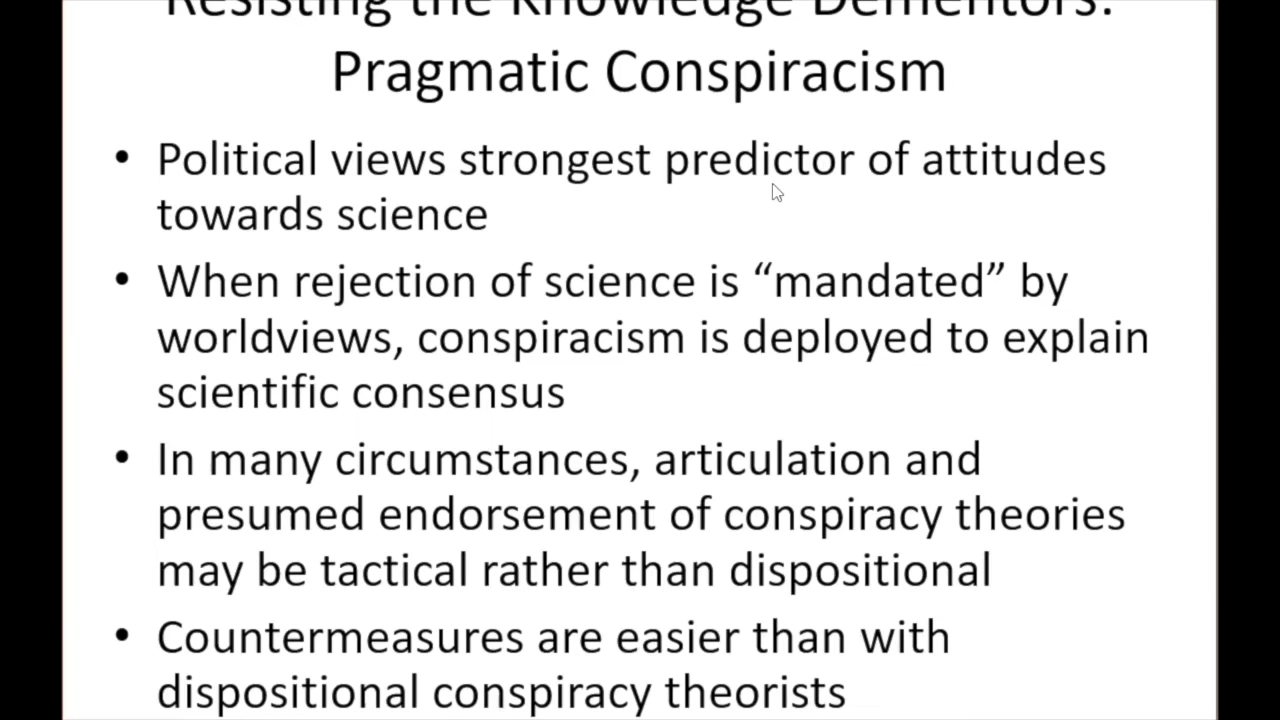 Resisting the Knowledge Dementors:
Pragmatic Conspiracism
• Political views strongest predictor of attitudes
towards science
• When rejection of science is “mandated” by
worldviews, conspiracism is deployed to explain
scientific consensus
• In many circumstances, articulation and
presumed endorsement of conspiracy theories
may be tactical rather than dispositional
• Countermeasures are easier than with
dispositional conspiracy theorists